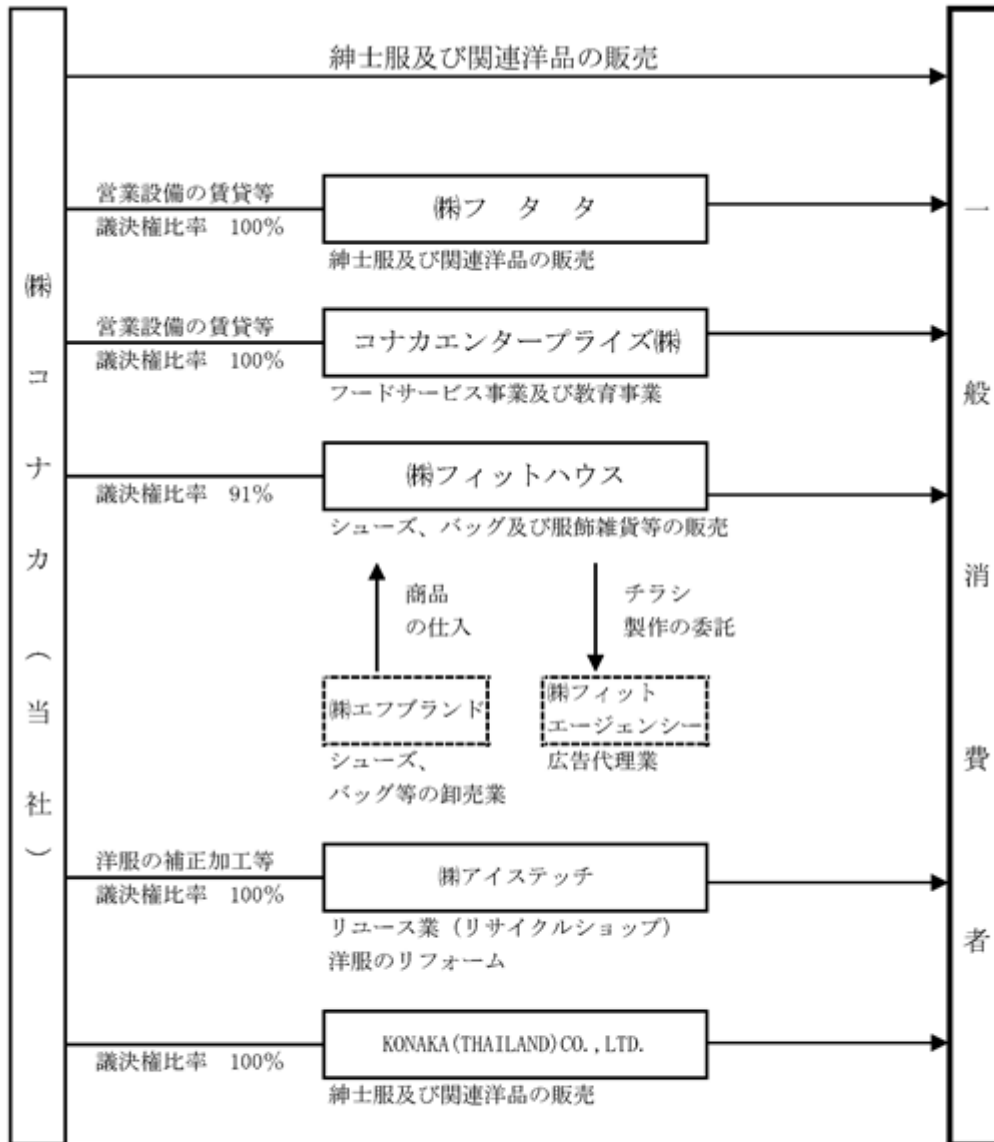 ㈱コナカ（当社）
紳士服及び関連洋品の販売
営業設備の賃貸等
議決権比率 100%
㈱フタタ
紳士服及び関連洋品の販売
営業設備の賃貸等
議決権比率 100%
コナカエンタープライズ㈱
フードサービス事業及び教育事業
議決権比率 91%
㈱フィットハウス
シューズ、バッグ及び服飾雑貨等の販売
商品
の仕入
チラシ
製作の委託
㈱エフブランド
シューズ、
バッグ等の卸売業
㈱フィット
エージェンシー
広告代理業
洋服の補正加工等
議決権比率 100%
㈱アイステッチ
リユース業（リサイクルショップ）
洋服のリフォーム
議決権比率 100%
KONAKA(THAILAND)CO.,LTD.
紳士服及び関連洋品の販売
一般消費者